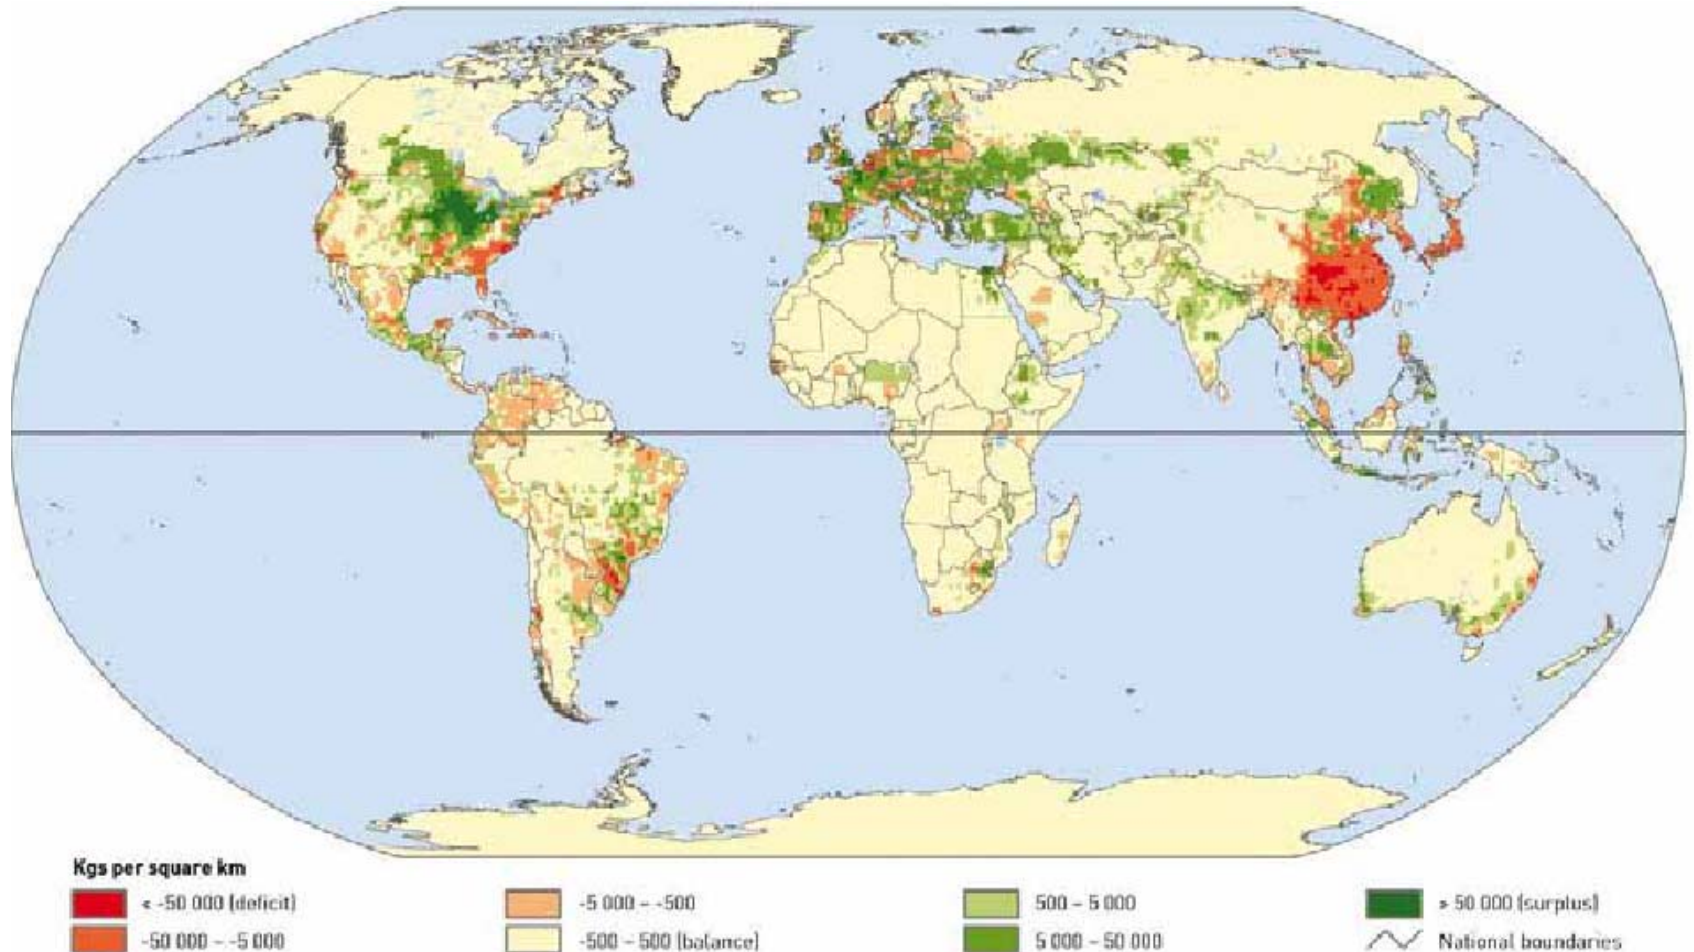 Kgs per square km
< -50 000 (deficit)
-5 000 – -500
500 – 5 000
> 50 000 (surplus)
-50 000 – -5 000
-500 – 500 (balance)
5 000 – 50 000
National boundaries